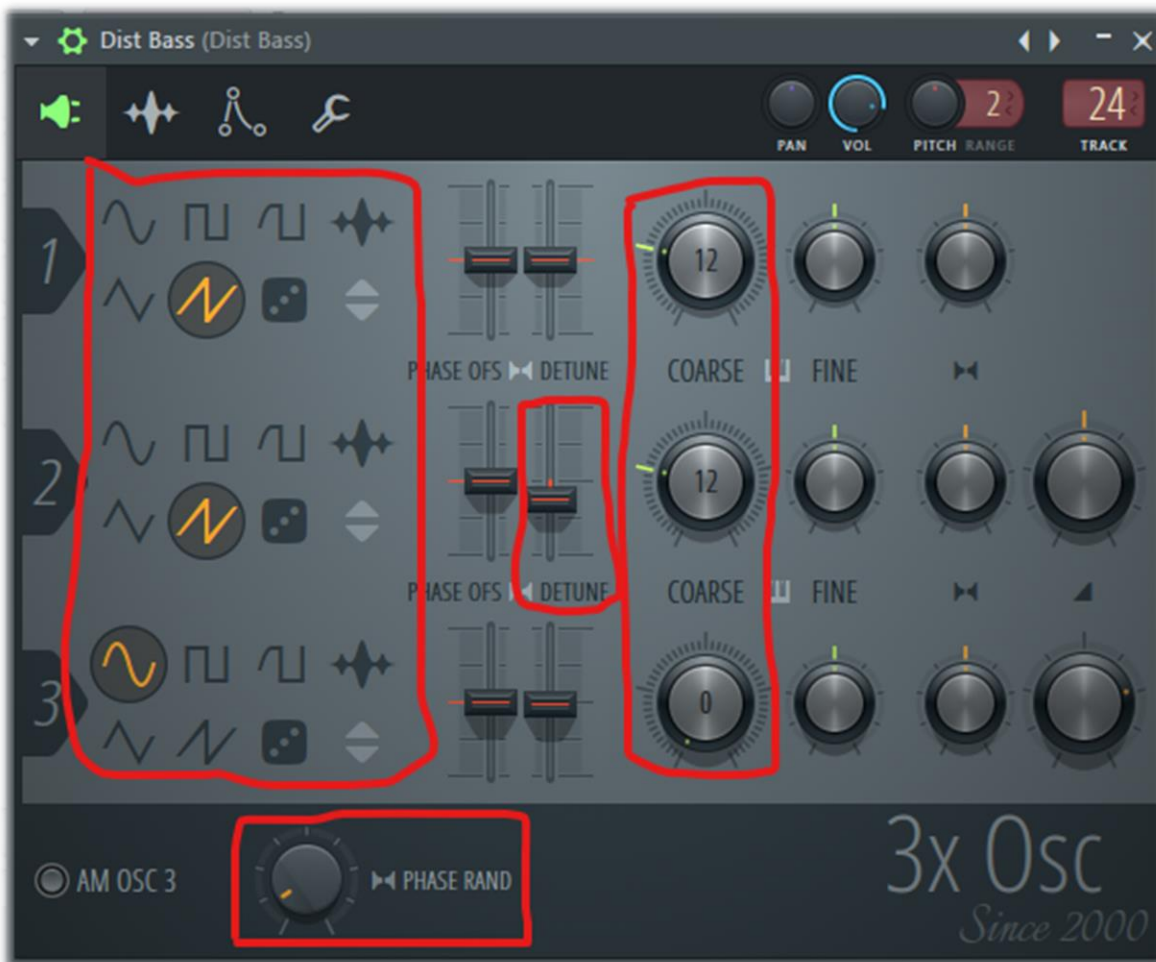 Dist Bass (Dist Bass)
2
24
PAN VOL PITCH RANGE TRACK
1
12
PHASE OFS DETUNE COARSE FINE
2
12
PHASE OFS DETUNE COARSE FINE
3
0
AM OSC 3
PHASE RAND
3x Osc
Since 2000